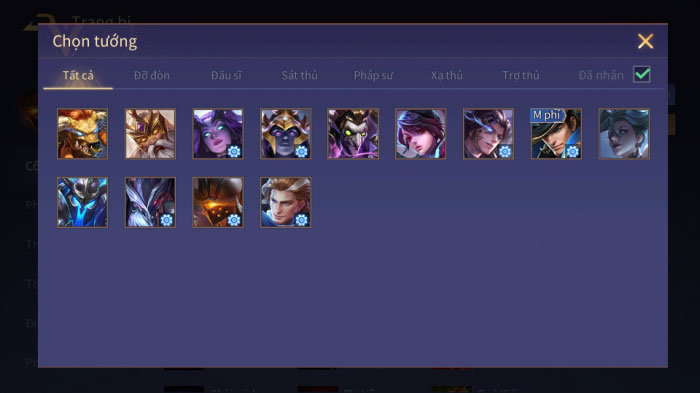 Trang bị
Chọn tướng
Tất cả Đỡ đòn Đấu sĩ Sát thủ Pháp sư Xạ thủ Trợ thủ Đã nhận
M phí